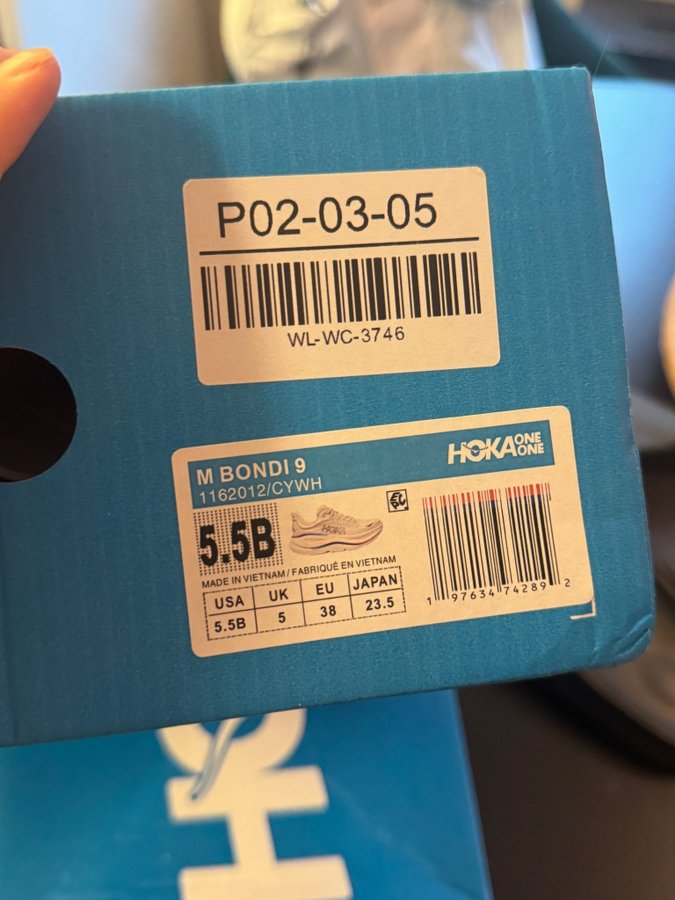 P02-03-05
WL-WC-3746
M BONDI 9
1162012/CYWH
HOKA ONE ONE
5.5B
MADE IN VIETNAM / FABRIQUÉ EN VIETNAM
USA UK EU JAPAN
5.5B 5 38 23.5
1 97634 74289 2
HO